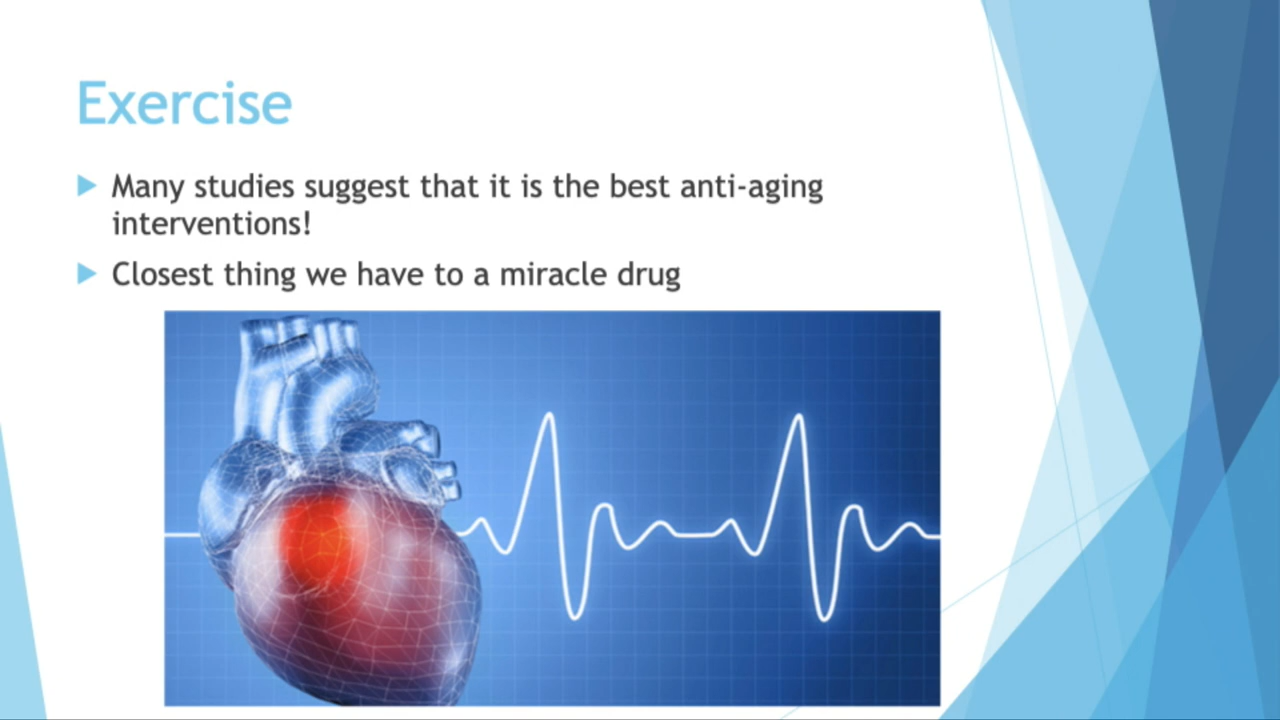 Exercise
Many studies suggest that it is the best anti-aging
interventions!
Closest thing we have to a miracle drug